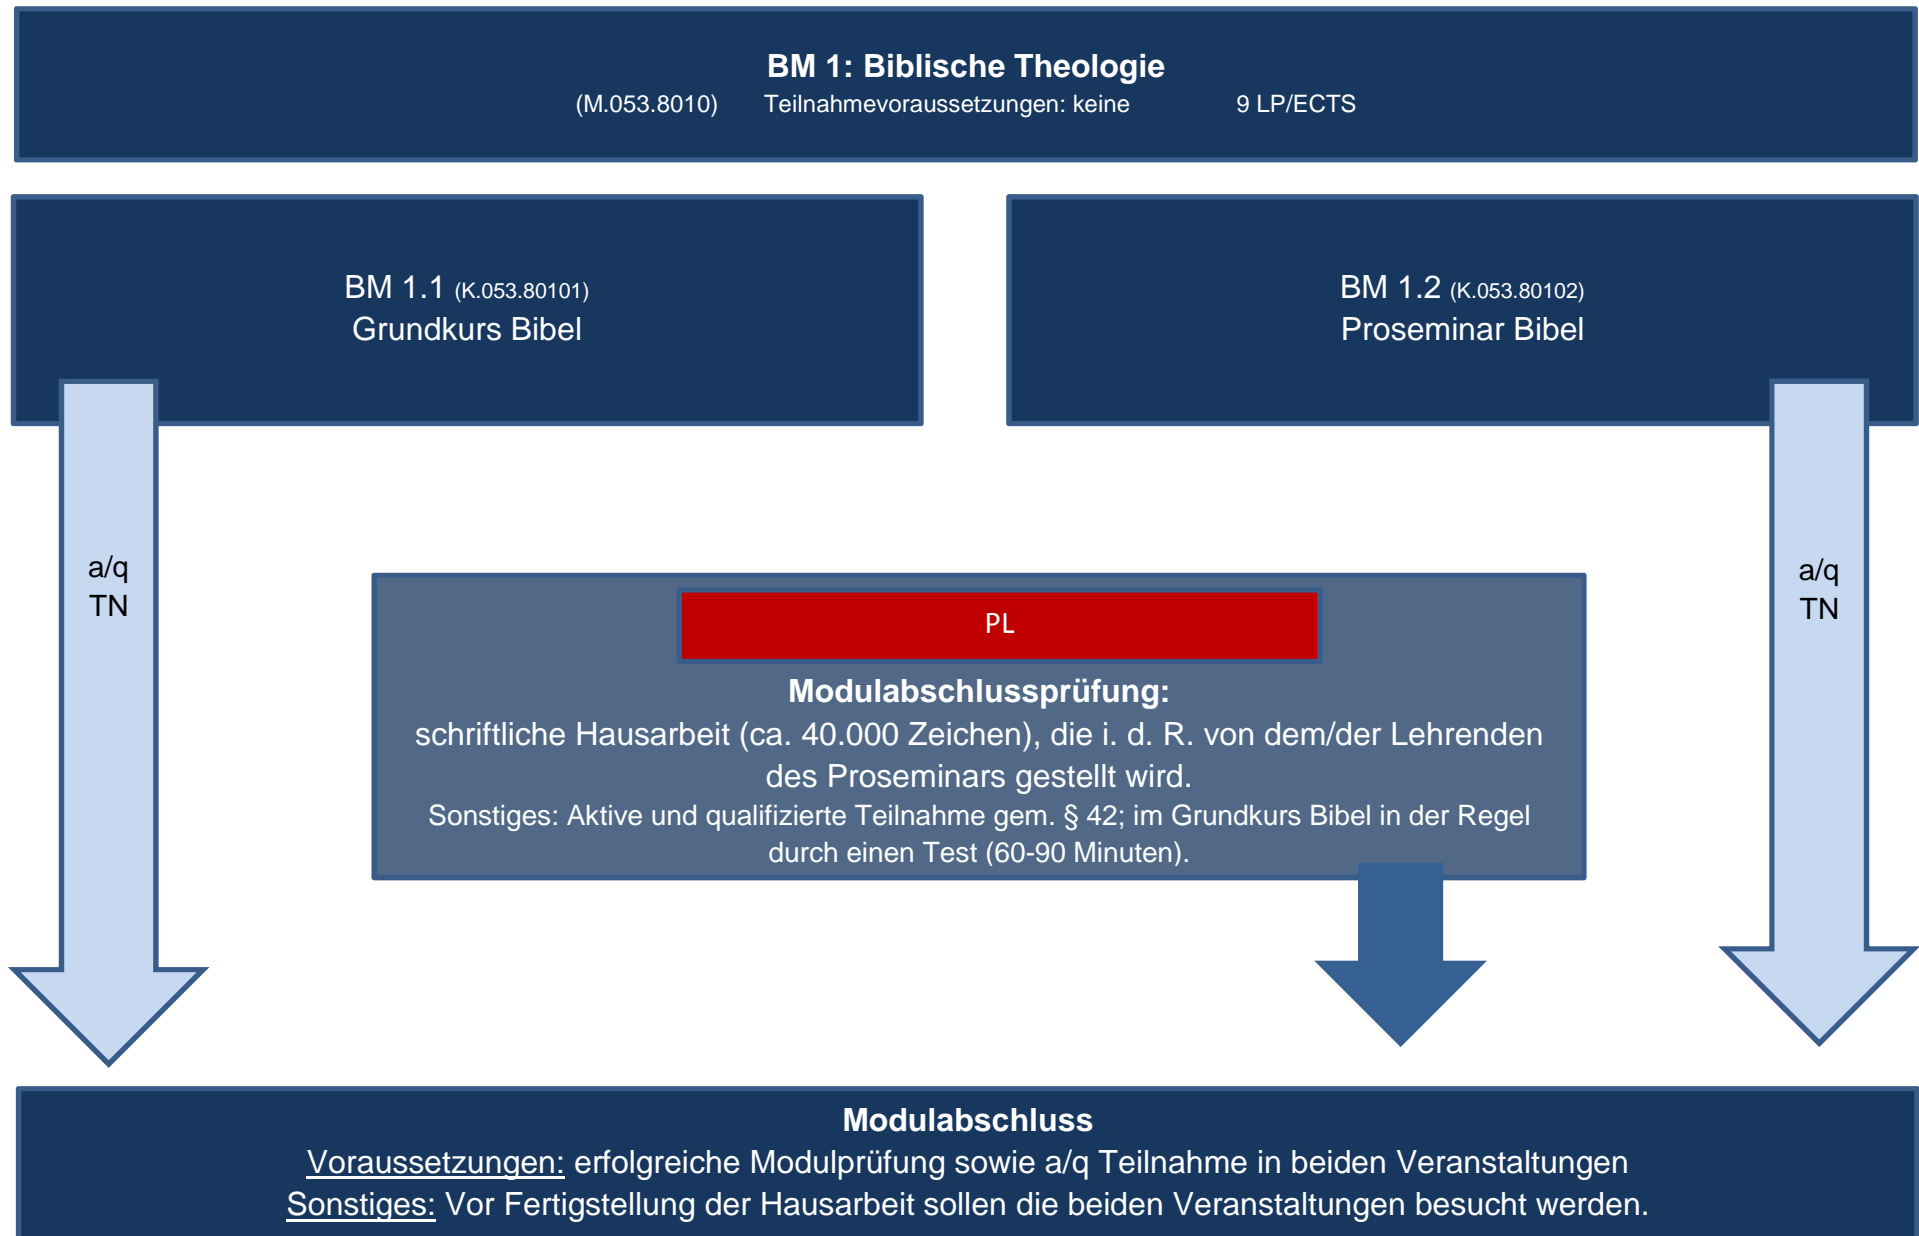 BM 1: Biblische Theologie
(M.053.8010) Teilnahmevoraussetzungen: keine 9 LP/ECTS
BM 1.1 (K.053.80101)
Grundkurs Bibel
BM 1.2 (K.053.80102)
Proseminar Bibel
a/q
TN
a/q
TN
PL
Modulabschlussprüfung:
schriftliche Hausarbeit (ca. 40.000 Zeichen), die i. d. R. von dem/der Lehrenden
des Proseminars gestellt wird.
Sonstiges: Aktive und qualifizierte Teilnahme gem. § 42; im Grundkurs Bibel in der Regel
durch einen Test (60-90 Minuten).
Modulabschluss
Voraussetzungen: erfolgreiche Modulprüfung sowie a/q Teilnahme in beiden Veranstaltungen
Sonstiges: Vor Fertigstellung der Hausarbeit sollen die beiden Veranstaltungen besucht werden.